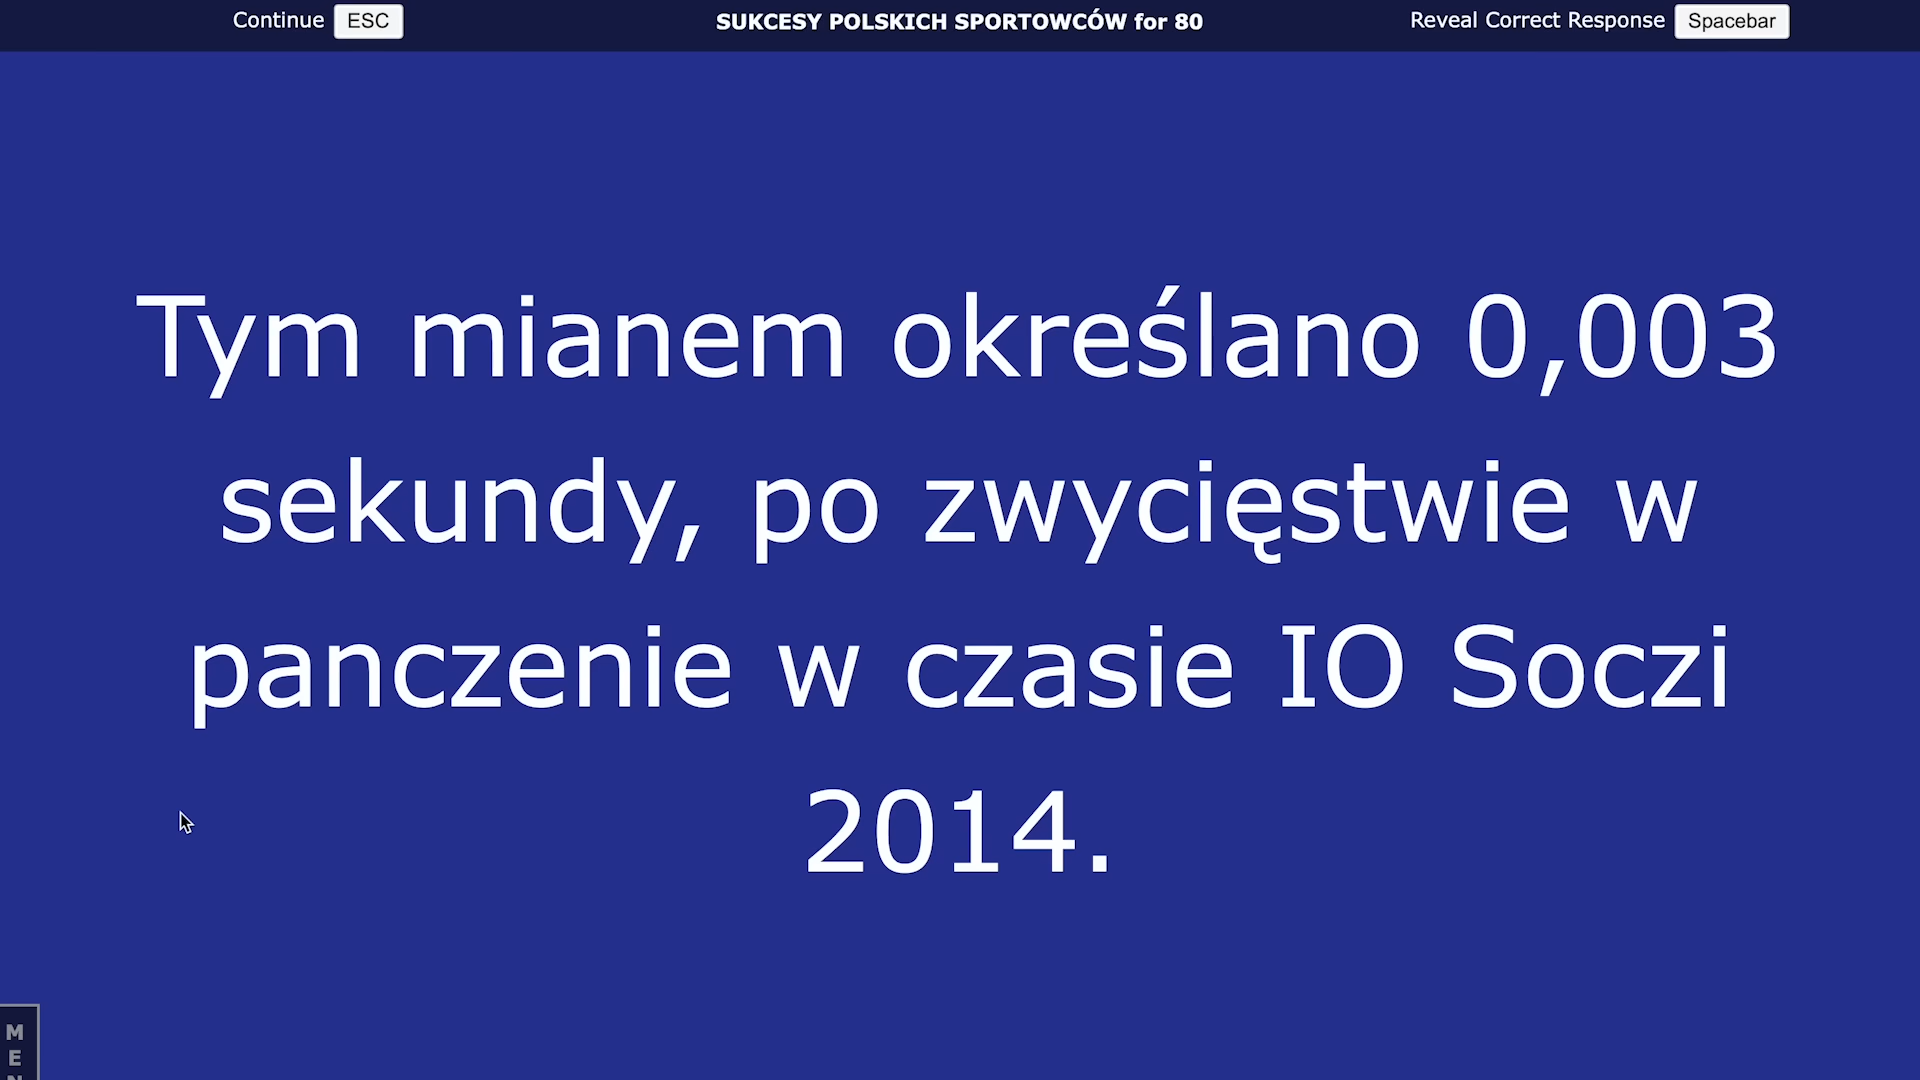 Continue ESC SUKCESY POLSKICH SPORTOWCÓW for 80 Reveal Correct Response Spacebar
Tym mianem określano 0,003
sekundy, po zwycięstwie w
panczenie w czasie IO Soczi
2014.
M
E
N